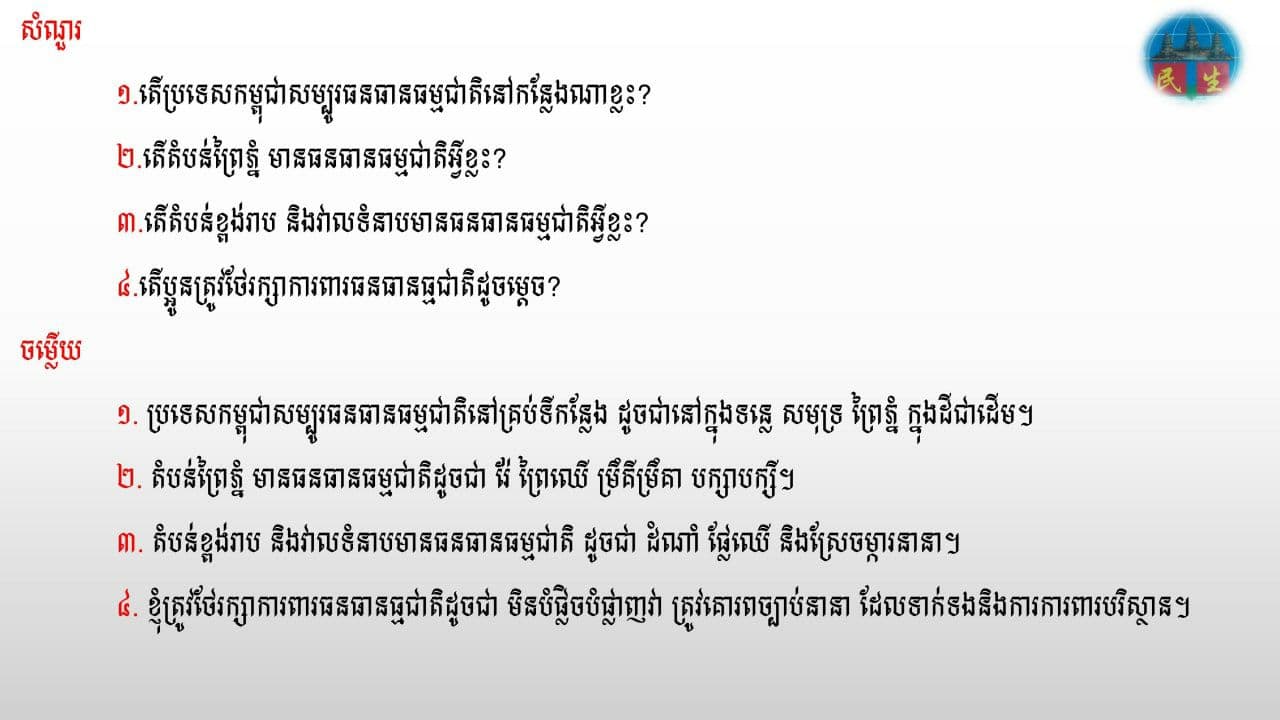 សំណួរ
民生
១.តើប្រទេសកម្ពុជាសម្បូរធនធានធម្មជាតិនៅកន្លែងណាខ្លះ?
២.តើតំបន់ព្រៃភ្នំ មានធនធានធម្មជាតិអ្វីខ្លះ?
៣.តើតំបន់ខ្ពង់រាប និងវាលទំនាបមានធនធានធម្មជាតិអ្វីខ្លះ?
៤.តើប្អូនត្រូវថែរក្សាការពារធនធានធ្មជាតិដូចម្ដេច?
ចម្លើយ
១. ប្រទេសកម្ពុជាសម្បូរធនធានធម្មជាតិនៅគ្រប់ទីកន្លែង ដូចជានៅក្នុងទន្លេ សមុទ្រ ព្រៃភ្នំ ក្នុងដីជាដើម។
២. តំបន់ព្រៃភ្នំ មានធនធានធម្មជាតិដូចជា រ៉ែ ព្រៃឈើ ម្រឹគីម្រឹគា បក្សាបក្សី។
៣. តំបន់ខ្ពង់រាប និងវាលទំនាបមានធនធានធម្មជាតិ ដូចជា ដំណាំ ផ្លែឈើ និងស្រែចម្ការនានា។
៤. ខ្ញុំត្រូវថែរក្សាការពារធនធានធ្មជាតិដូចជា មិនបំផ្លិចបំផ្លាញវា ត្រូវគោរពច្បាប់នានា ដែលទាក់ទងនិងការការពារបរិស្ថាន។